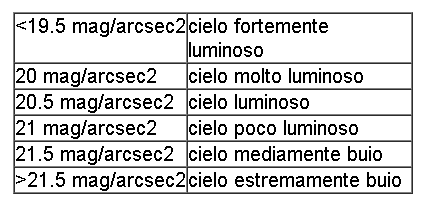 <19.5 mag/arcsec2 cielo fortemente
luminoso
20 mag/arcsec2 cielo molto luminoso
20.5 mag/arcsec2 cielo luminoso
21 mag/arcsec2 cielo poco luminoso
21.5 mag/arcsec2 cielo mediamente buio
>21.5 mag/arcsec2 cielo estremamente buio